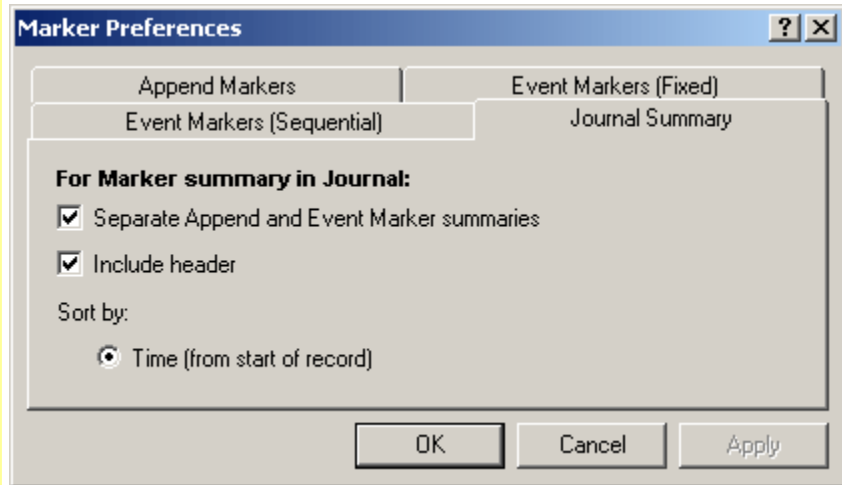 Marker Preferences
Append Markers
Event Markers (Fixed)
Event Markers (Sequential)
Journal Summary
For Marker summary in Journal:
Separate Append and Event Marker summaries
Include header
Sort by:
Time (from start of record)
OK
Cancel
Apply